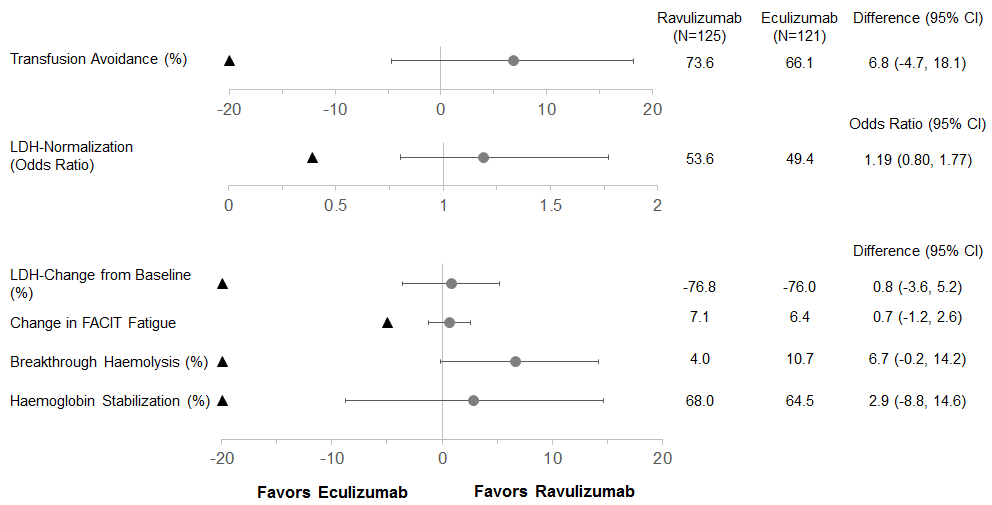 Ravulizumab Eculizumab Difference (95% CI)
(N=125) (N=121)
Transfusion Avoidance (%) 73.6 66.1 6.8 (-4.7, 18.1)
-20 -10 0 10 20
Odds Ratio (95% CI)
LDH-Normalization
(Odds Ratio) 53.6 49.4 1.19 (0.80, 1.77)
0 0.5 1 1.5 2
Difference (95% CI)
LDH-Change from Baseline
(%) -76.8 -76.0 0.8 (-3.6, 5.2)
Change in FACIT Fatigue 7.1 6.4 0.7 (-1.2, 2.6)
Breakthrough Haemolysis (%) 4.0 10.7 6.7 (-0.2, 14.2)
Haemoglobin Stabilization (%) 68.0 64.5 2.9 (-8.8, 14.6)
-20 -10 0 10 20
Favors Eculizumab Favors Ravulizumab